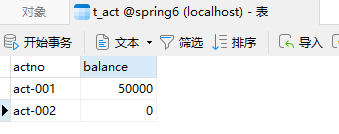 对象 t_act @spring6 (localhost) - 表
开始事务 文本 筛选 排序 导入
actno balance
act-001 50000
act-002 0